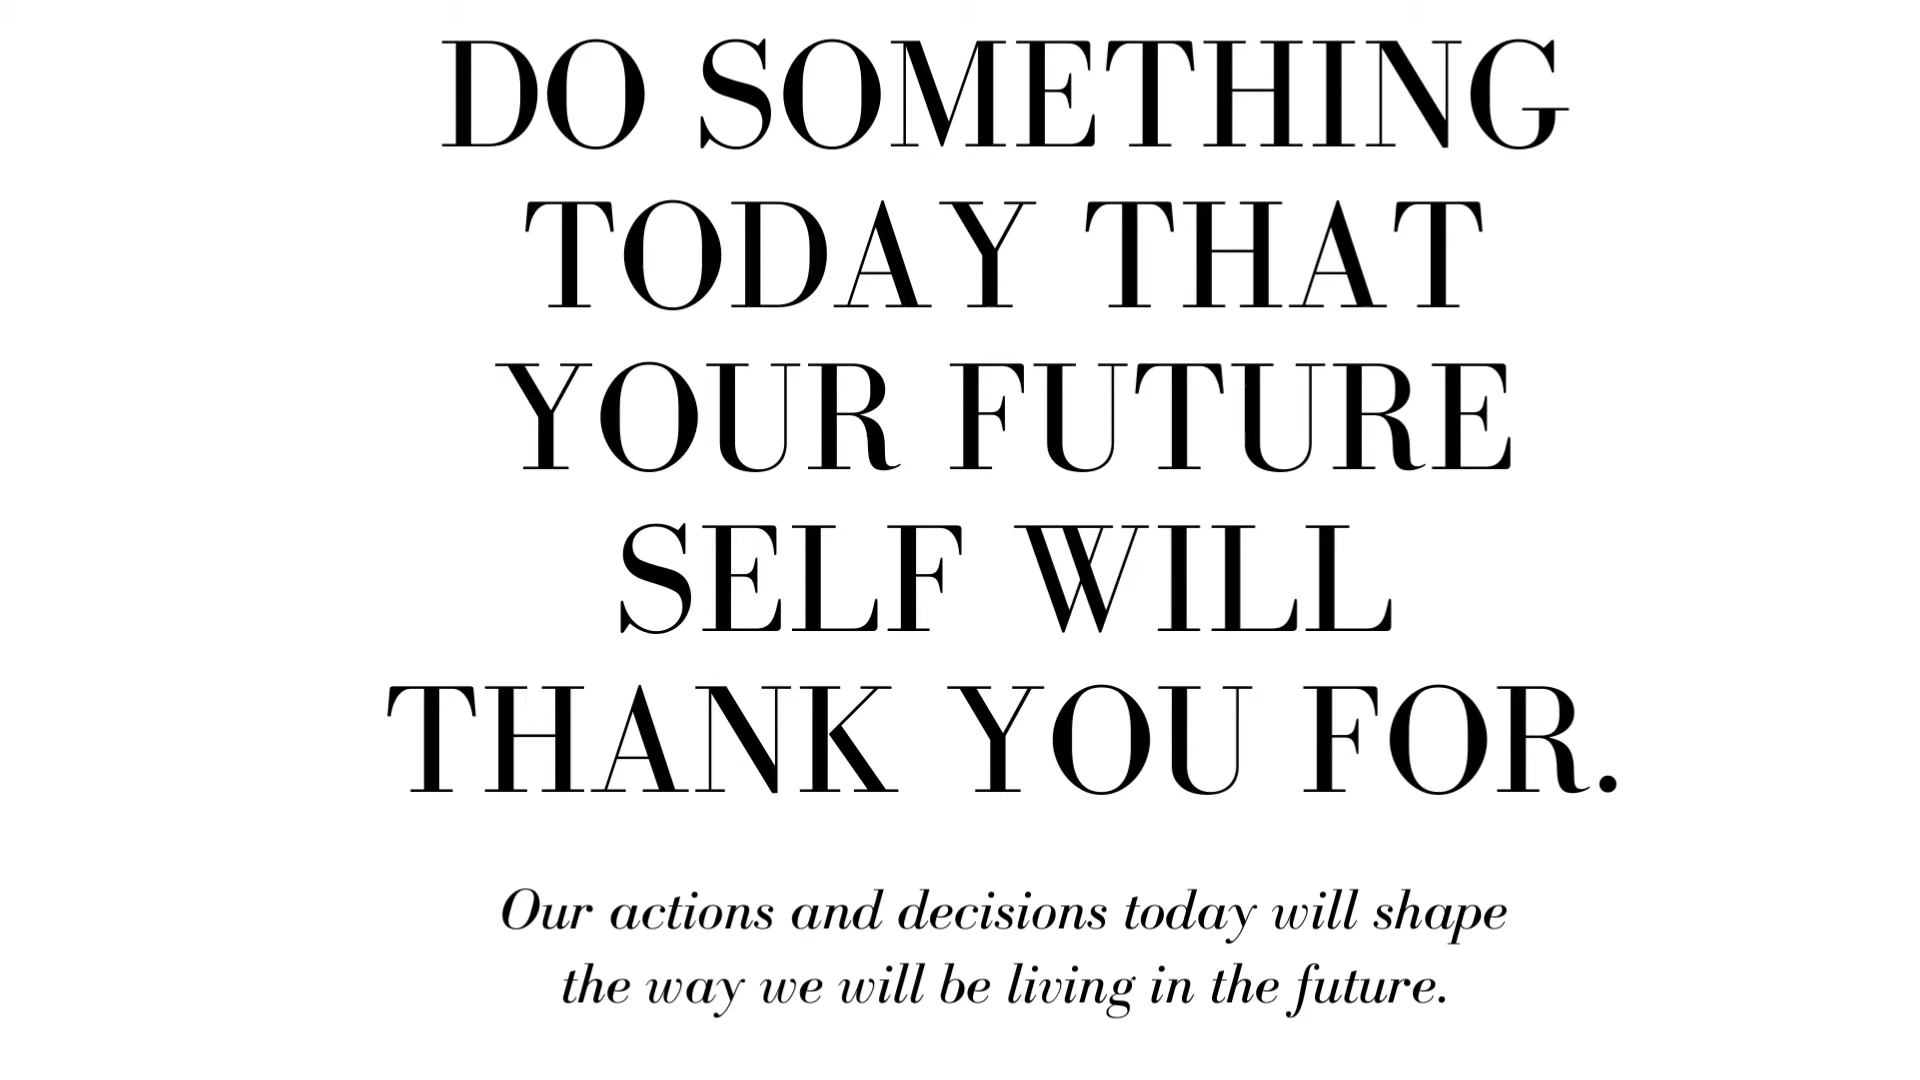 DO SOMETHING
TODAY THAT
YOUR FUTURE
SELF WILL
THANK YOU FOR.
Our actions and decisions today will shape
the way we will be living in the future.